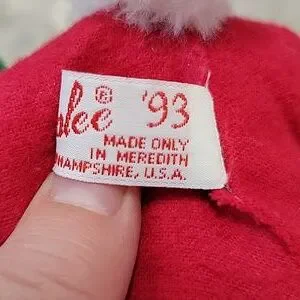 lee® '93
MADE ONLY
IN MEREDITH
HAMPSHIRE, U.S.A.